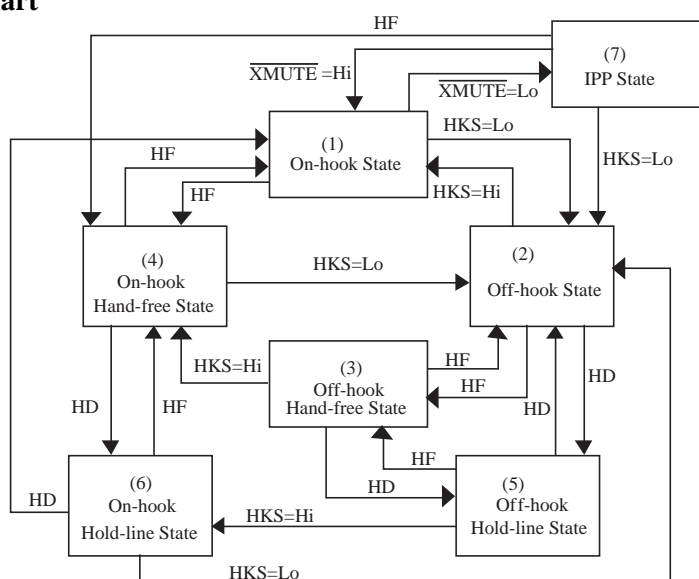 art
HF
(7)
IPP State
X̅M̅U̅T̅E̅ =Hi
X̅M̅U̅T̅E̅=Lo
HKS=Lo
(1)
On-hook State
HF
HKS=Lo
HF
HKS=Hi
(4)
On-hook
Hand-free State
HKS=Lo
(2)
Off-hook State
HKS=Hi
(3)
Off-hook
Hand-free State
HF
HF
HD
HD
HF
HD
HF
HD
(6)
On-hook
Hold-line State
(5)
Off-hook
Hold-line State
HD
HKS=Hi
HKS=Lo